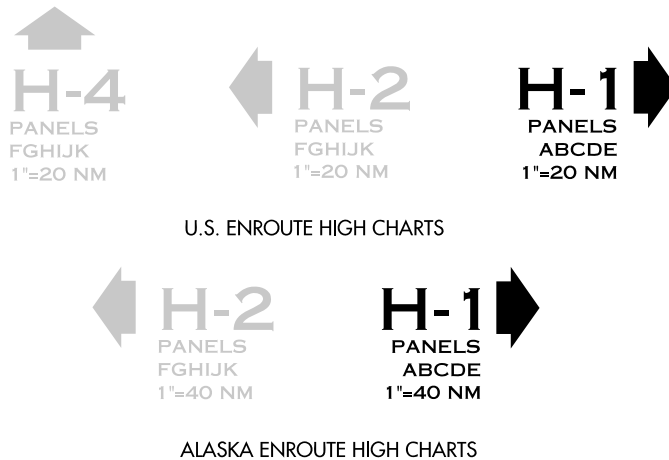 H-4
PANELS
FGHIJK
1"=20 NM
H-2
PANELS
FGHIJK
1"=20 NM
H-1
PANELS
ABCDE
1"=20 NM
U.S. ENROUTE HIGH CHARTS
H-2
PANELS
FGHIJK
1"=40 NM
H-1
PANELS
ABCDE
1"=40 NM
ALASKA ENROUTE HIGH CHARTS